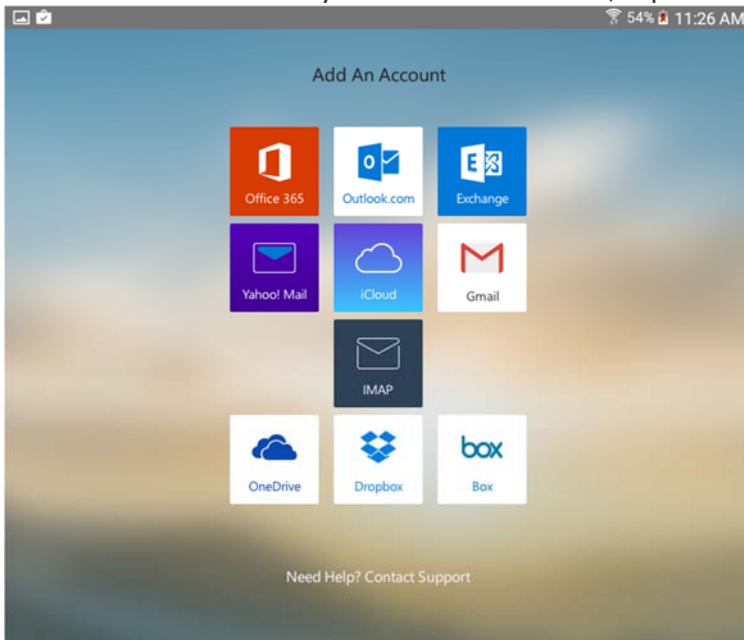 54% 11:26 AM
Add An Account
Office 365 Outlook.com Exchange
Yahoo! Mail iCloud Gmail
IMAP
box
OneDrive Dropbox Box
Need Help? Contact Support